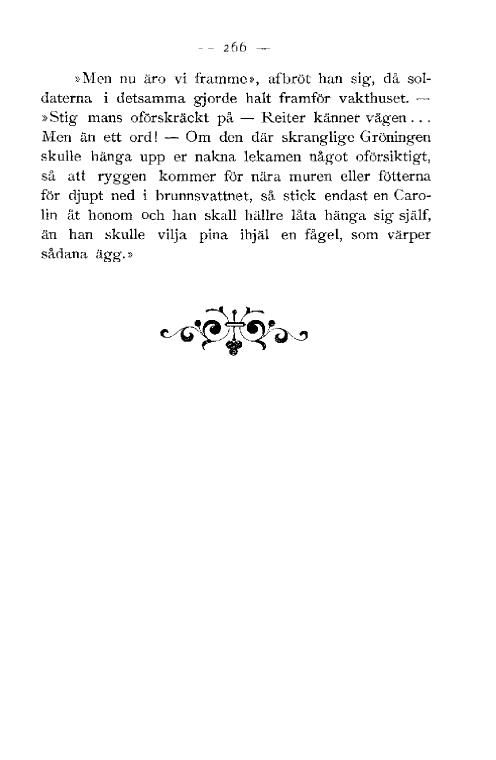 -- 266 —
»Men nu äro vi framme», afbröt han sig, då sol-
daterna i detsamma gjorde halt framför vakthuset. —
»Stig mans oförskräckt på — Reiter känner vägen...
Men än ett ord! — Om den där skranglige Gröningen
skulle hänga upp er nakna lekamen något oförsiktigt,
så att ryggen kommer för nära muren eller fötterna
för djupt ned i brunnsvattnet, så stick endast en Caro-
lin åt honom och han skall hällre låta hänga sig själf,
än han skulle vilja pina ihjäl en fågel, som värper
sådana ägg.»